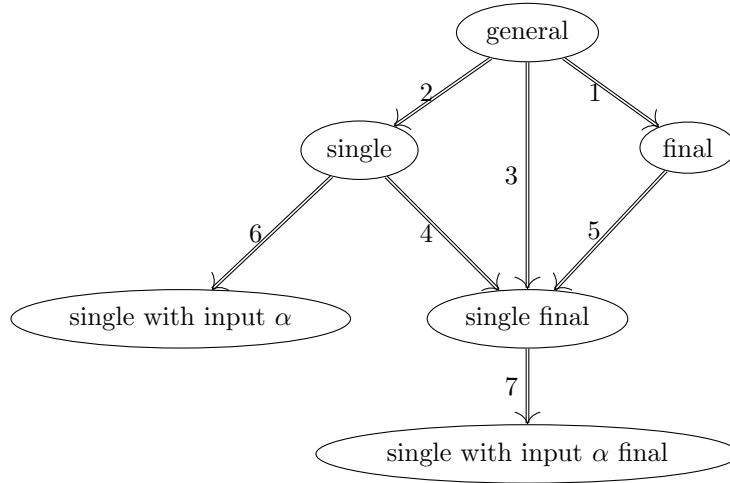 general
2
1
single
final
3
6
4
5
single with input α
single final
7
single with input α final